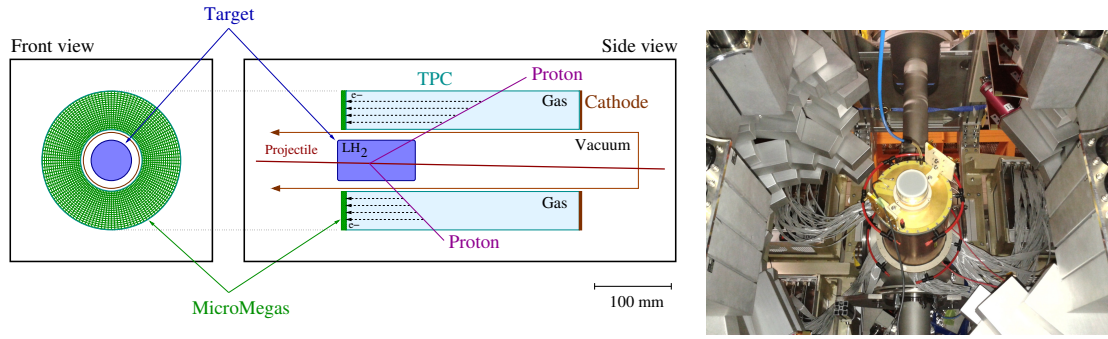 Target
Front view
Side view
TPC
Proton
e−
Gas
Cathode
LH2
Vacuum
Projectile
Gas
e−
Proton
MicroMegas
100 mm